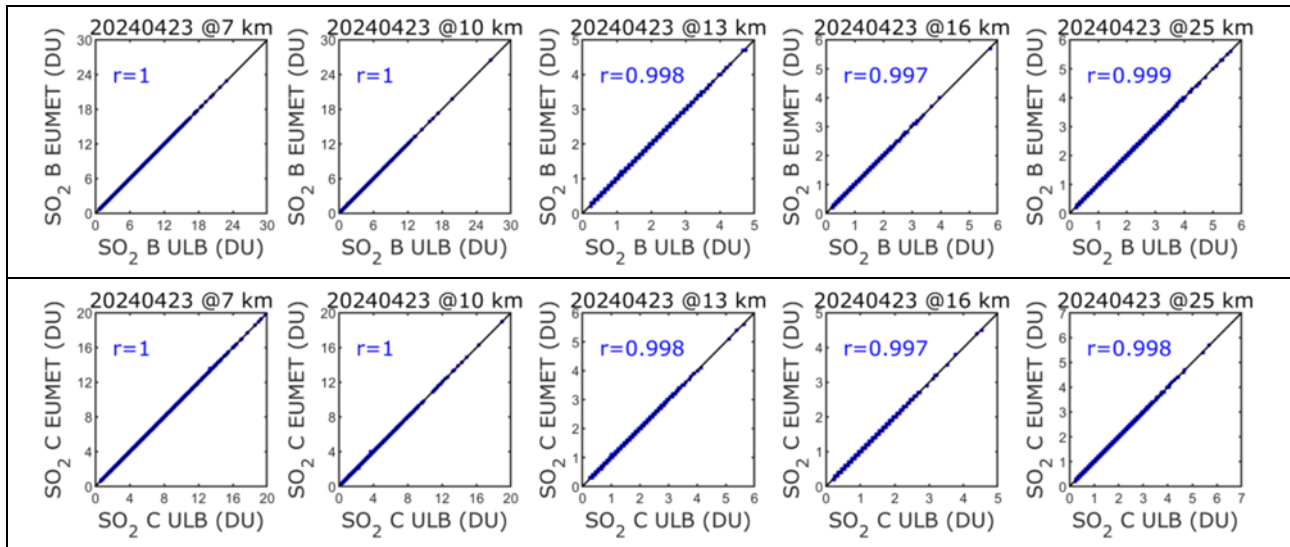 20240423 @7 km 20240423 @10 km 20240423 @13 km 20240423 @16 km 20240423 @25 km
SO2 B EUMET (DU) SO2 B EUMET (DU) SO2 B EUMET (DU) SO2 B EUMET (DU) SO2 B EUMET (DU)
30 30 5 6 6
r=1 r=1 r=0.998 r=0.997 r=0.999
24 24 4 5 5
18 18 3 4 4
12 12 2 3 3
6 6 1 2 2
1 1
0 0 0 0 0
0 6 12 18 24 30 0 6 12 18 24 30 0 1 2 3 4 5 0 1 2 3 4 5 6 0 1 2 3 4 5 6
SO2 B ULB (DU) SO2 B ULB (DU) SO2 B ULB (DU) SO2 B ULB (DU) SO2 B ULB (DU)
20240423 @7 km 20240423 @10 km 20240423 @13 km 20240423 @16 km 20240423 @25 km
SO2 C EUMET (DU) SO2 C EUMET (DU) SO2 C EUMET (DU) SO2 C EUMET (DU) SO2 C EUMET (DU)
20 20 6 5 7
r=1 r=1 r=0.998 r=0.997 r=0.998
16 16 5 4 6
12 12 4 3 5
8 8 3 2 4
4 4 2 1 3
1 2
1
0 0 0 0 0
0 4 8 12 16 20 0 4 8 12 16 20 0 1 2 3 4 5 6 0 1 2 3 4 5 0 1 2 3 4 5 6 7
SO2 C ULB (DU) SO2 C ULB (DU) SO2 C ULB (DU) SO2 C ULB (DU) SO2 C ULB (DU)